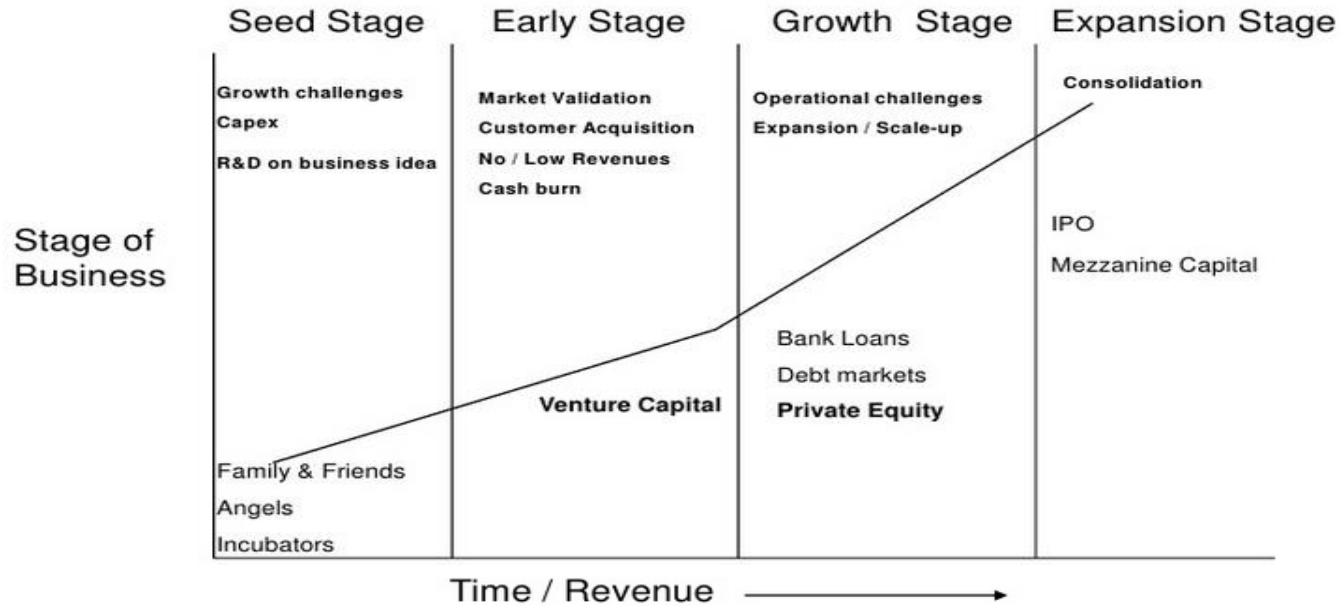 Seed Stage
Early Stage
Growth Stage
Expansion Stage
Growth challenges
Capex
R&D on business idea
Market Validation
Customer Acquisition
No / Low Revenues
Cash burn
Operational challenges
Expansion / Scale-up
Consolidation
Stage of
Business
IPO
Mezzanine Capital
Bank Loans
Debt markets
Private Equity
Venture Capital
Family & Friends
Angels
Incubators
Time / Revenue